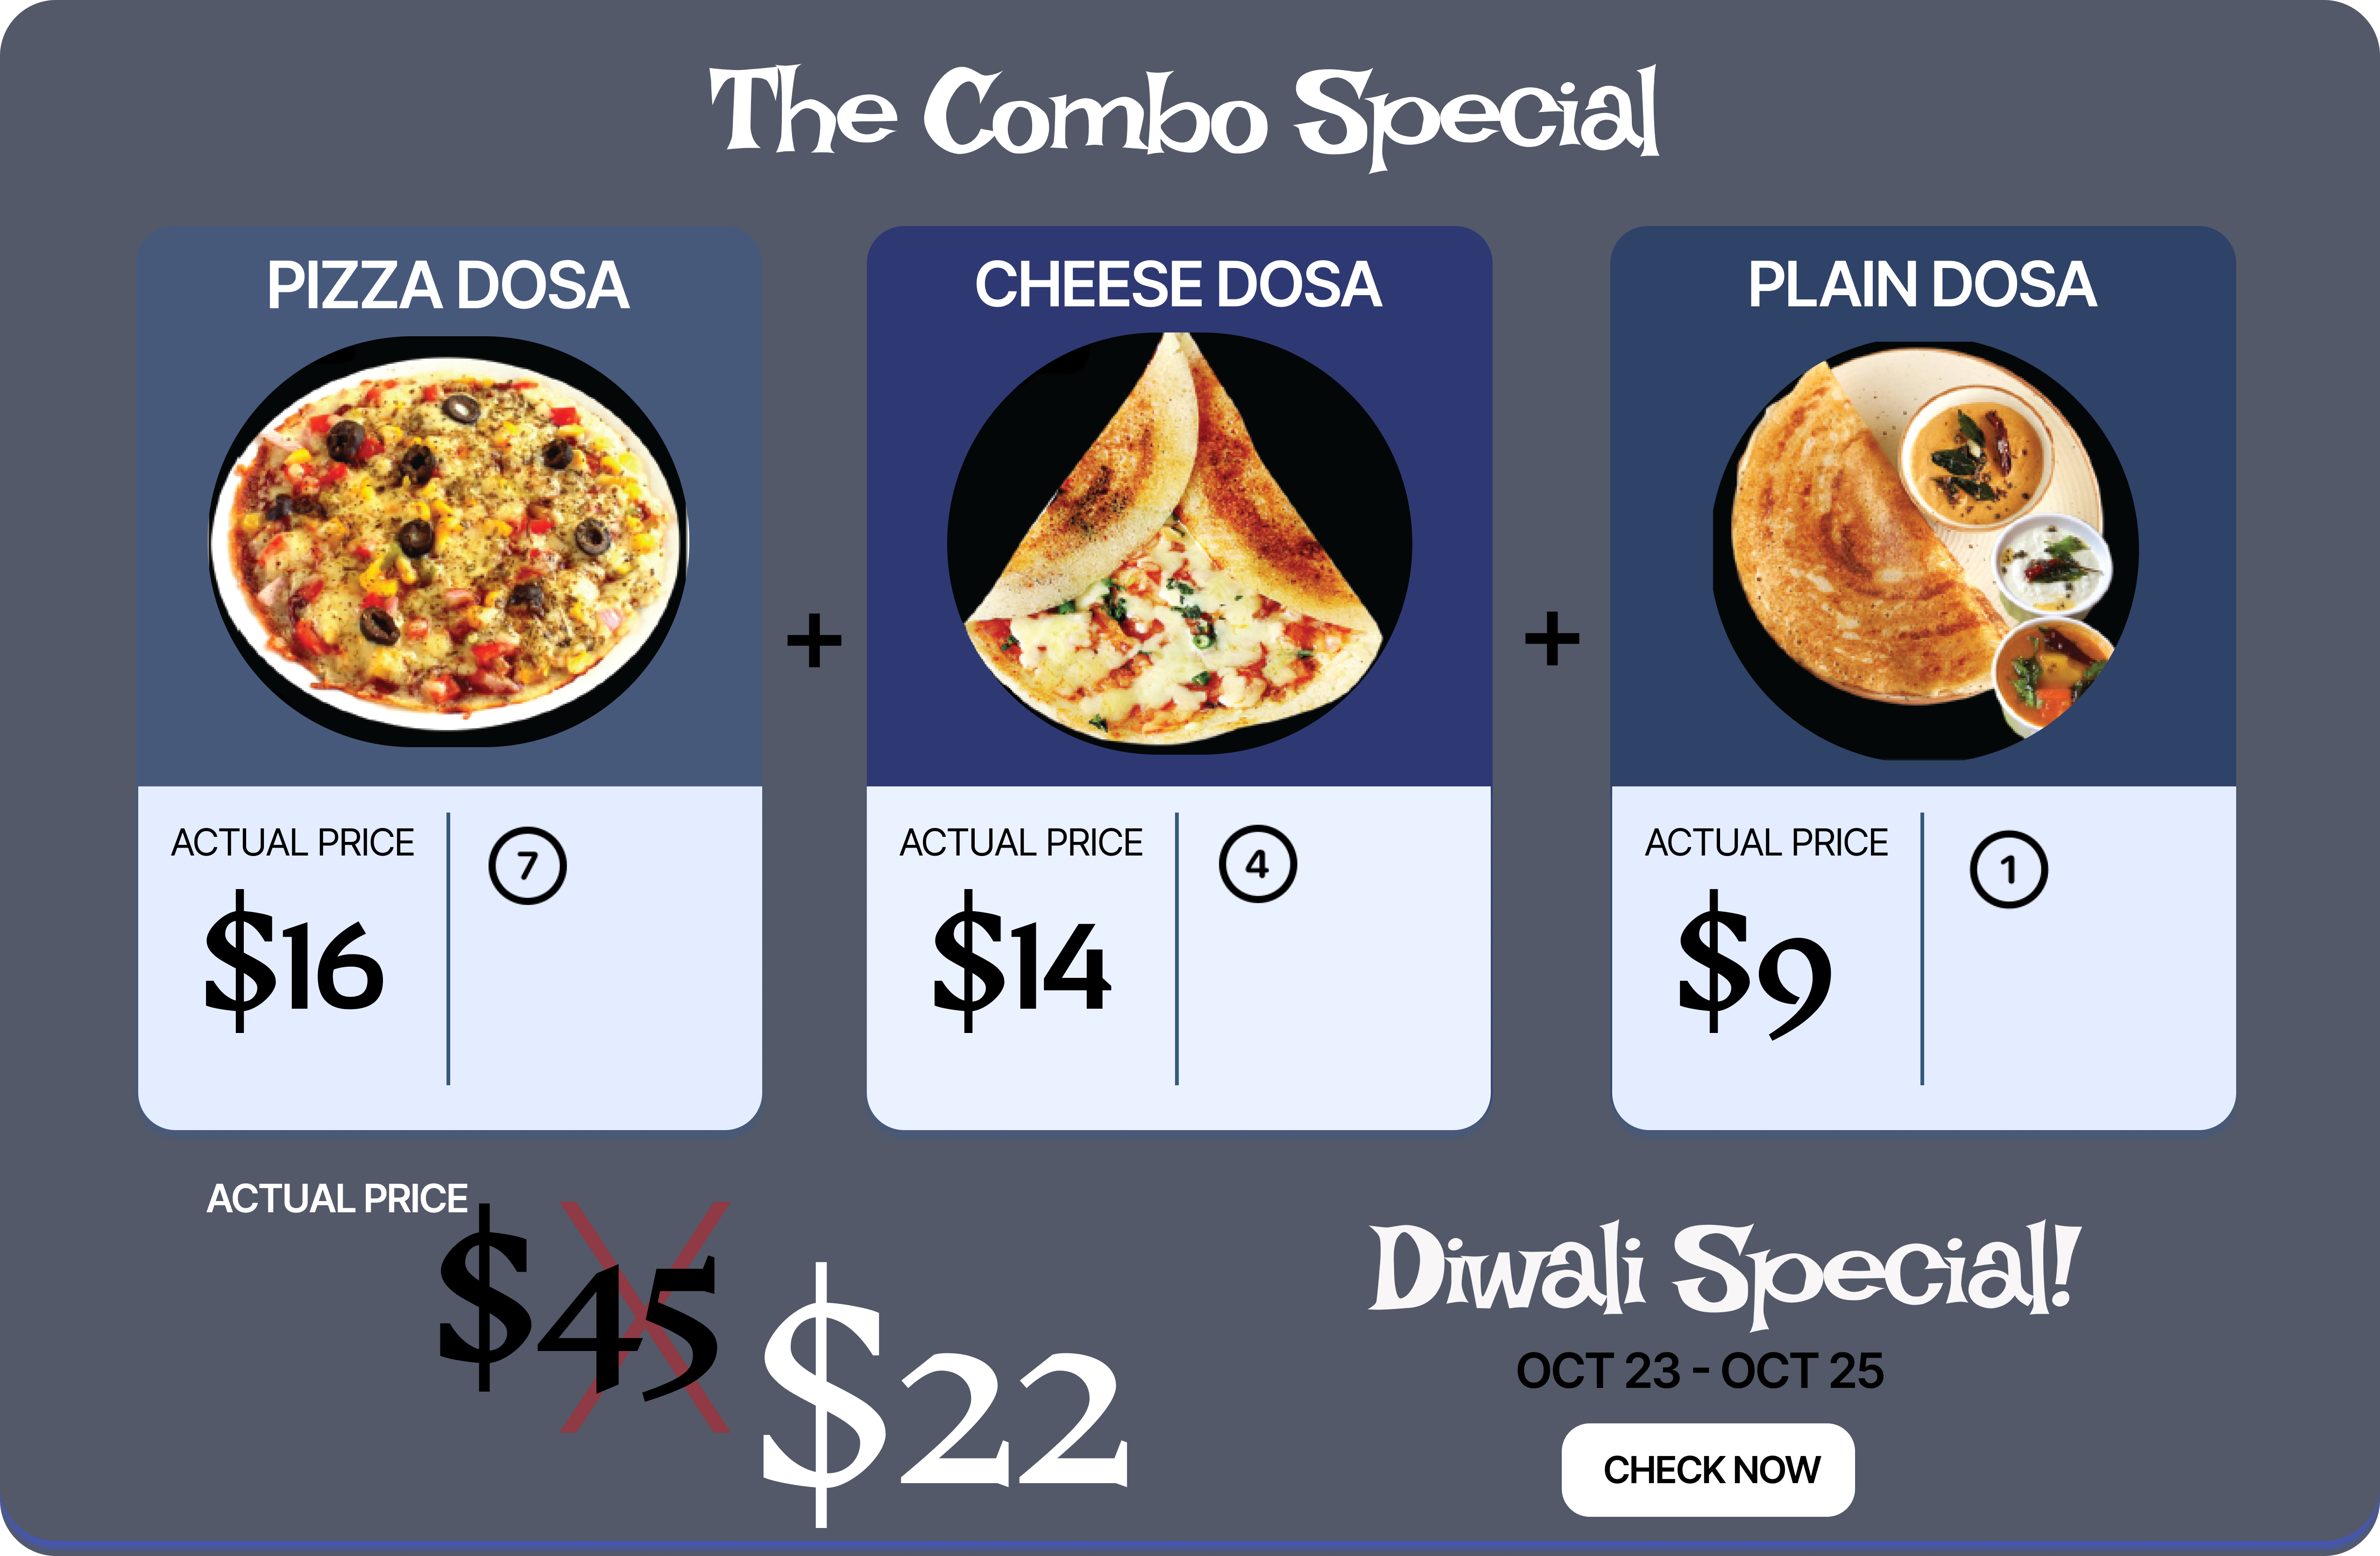 The Combo Special
PIZZA DOSA
CHEESE DOSA
PLAIN DOSA
+
+
ACTUAL PRICE
7
$16
ACTUAL PRICE
4
$14
ACTUAL PRICE
1
$9
ACTUAL PRICE
$45
$22
Diwali Special!
OCT 23 - OCT 25
CHECK NOW